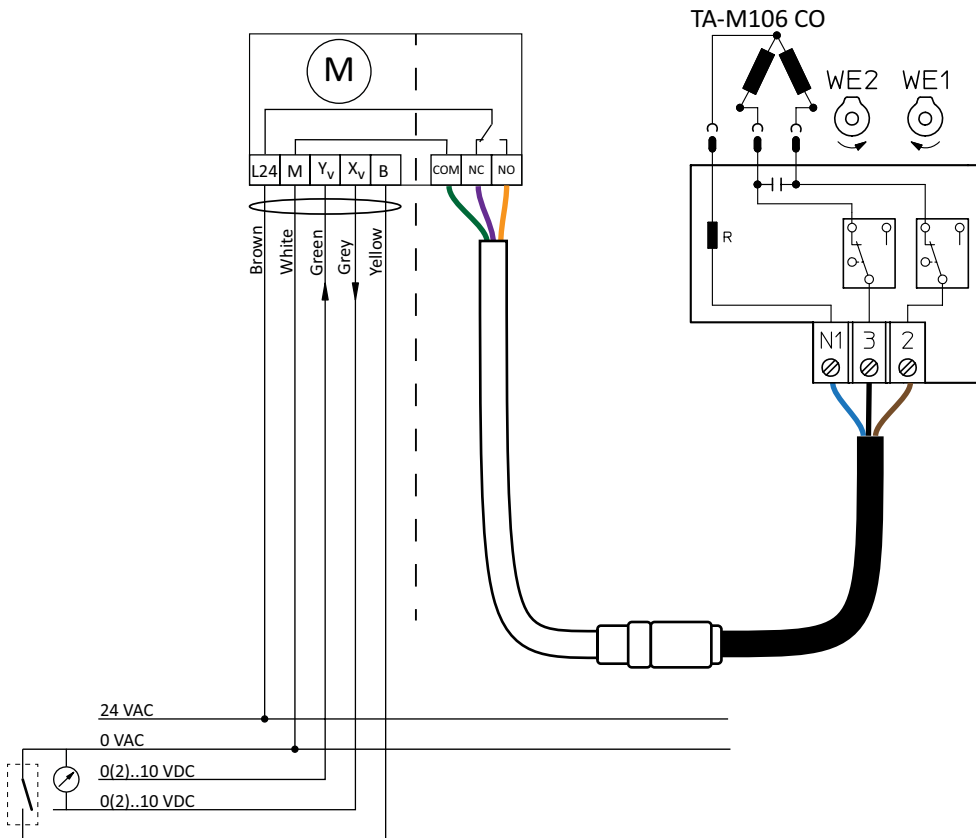 TA-M106 CO
M
WE2 WE1
L24 M Yv Xv B COM NC NO
Brown
White
Green
Grey
Yellow
R
N1 3 2
24 VAC
0 VAC
0(2)..10 VDC
0(2)..10 VDC